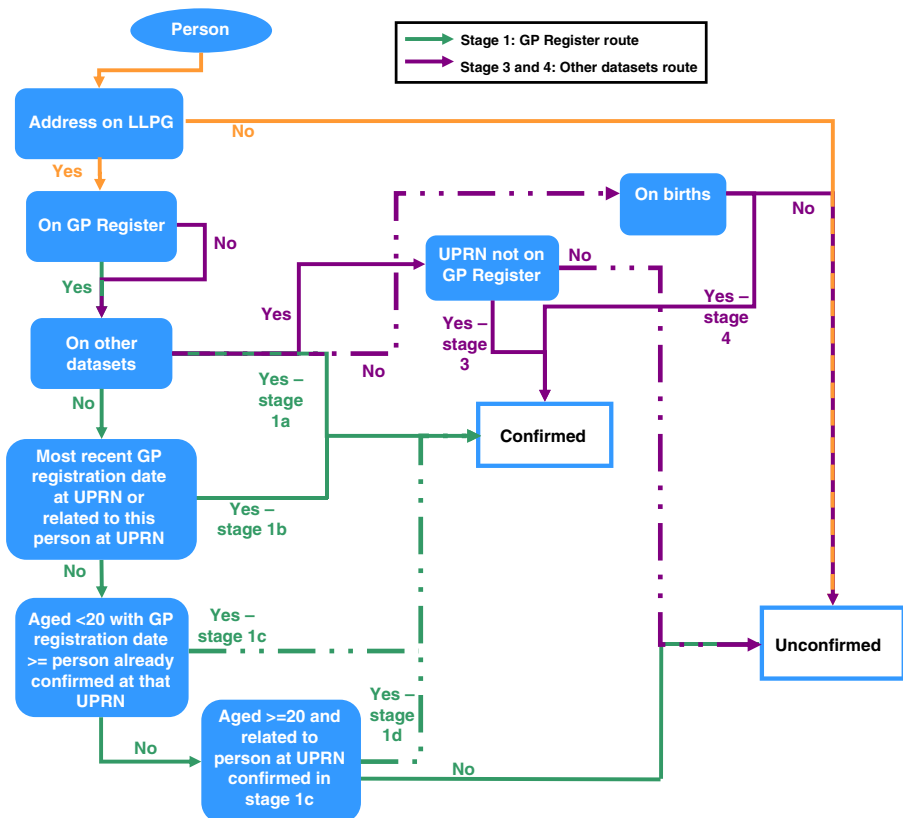 Person
Stage 1: GP Register route
Stage 3 and 4: Other datasets route
Address on LLPG
No
Yes
On births
No
On GP Register
No
UPRN not on
GP Register
No
Yes
Yes
Yes –
stage
3
Yes –
stage
4
On other
datasets
No
Yes –
stage
1a
No
Confirmed
Most recent GP
registration date
at UPRN or
related to this
person at UPRN
Yes –
stage 1b
No
Aged <20 with GP
registration date
>= person already
confirmed at that
UPRN
Yes –
stage 1c
Unconfirmed
Yes –
stage
1d
No
Aged >=20 and
related to
person at UPRN
confirmed in
stage 1c
No